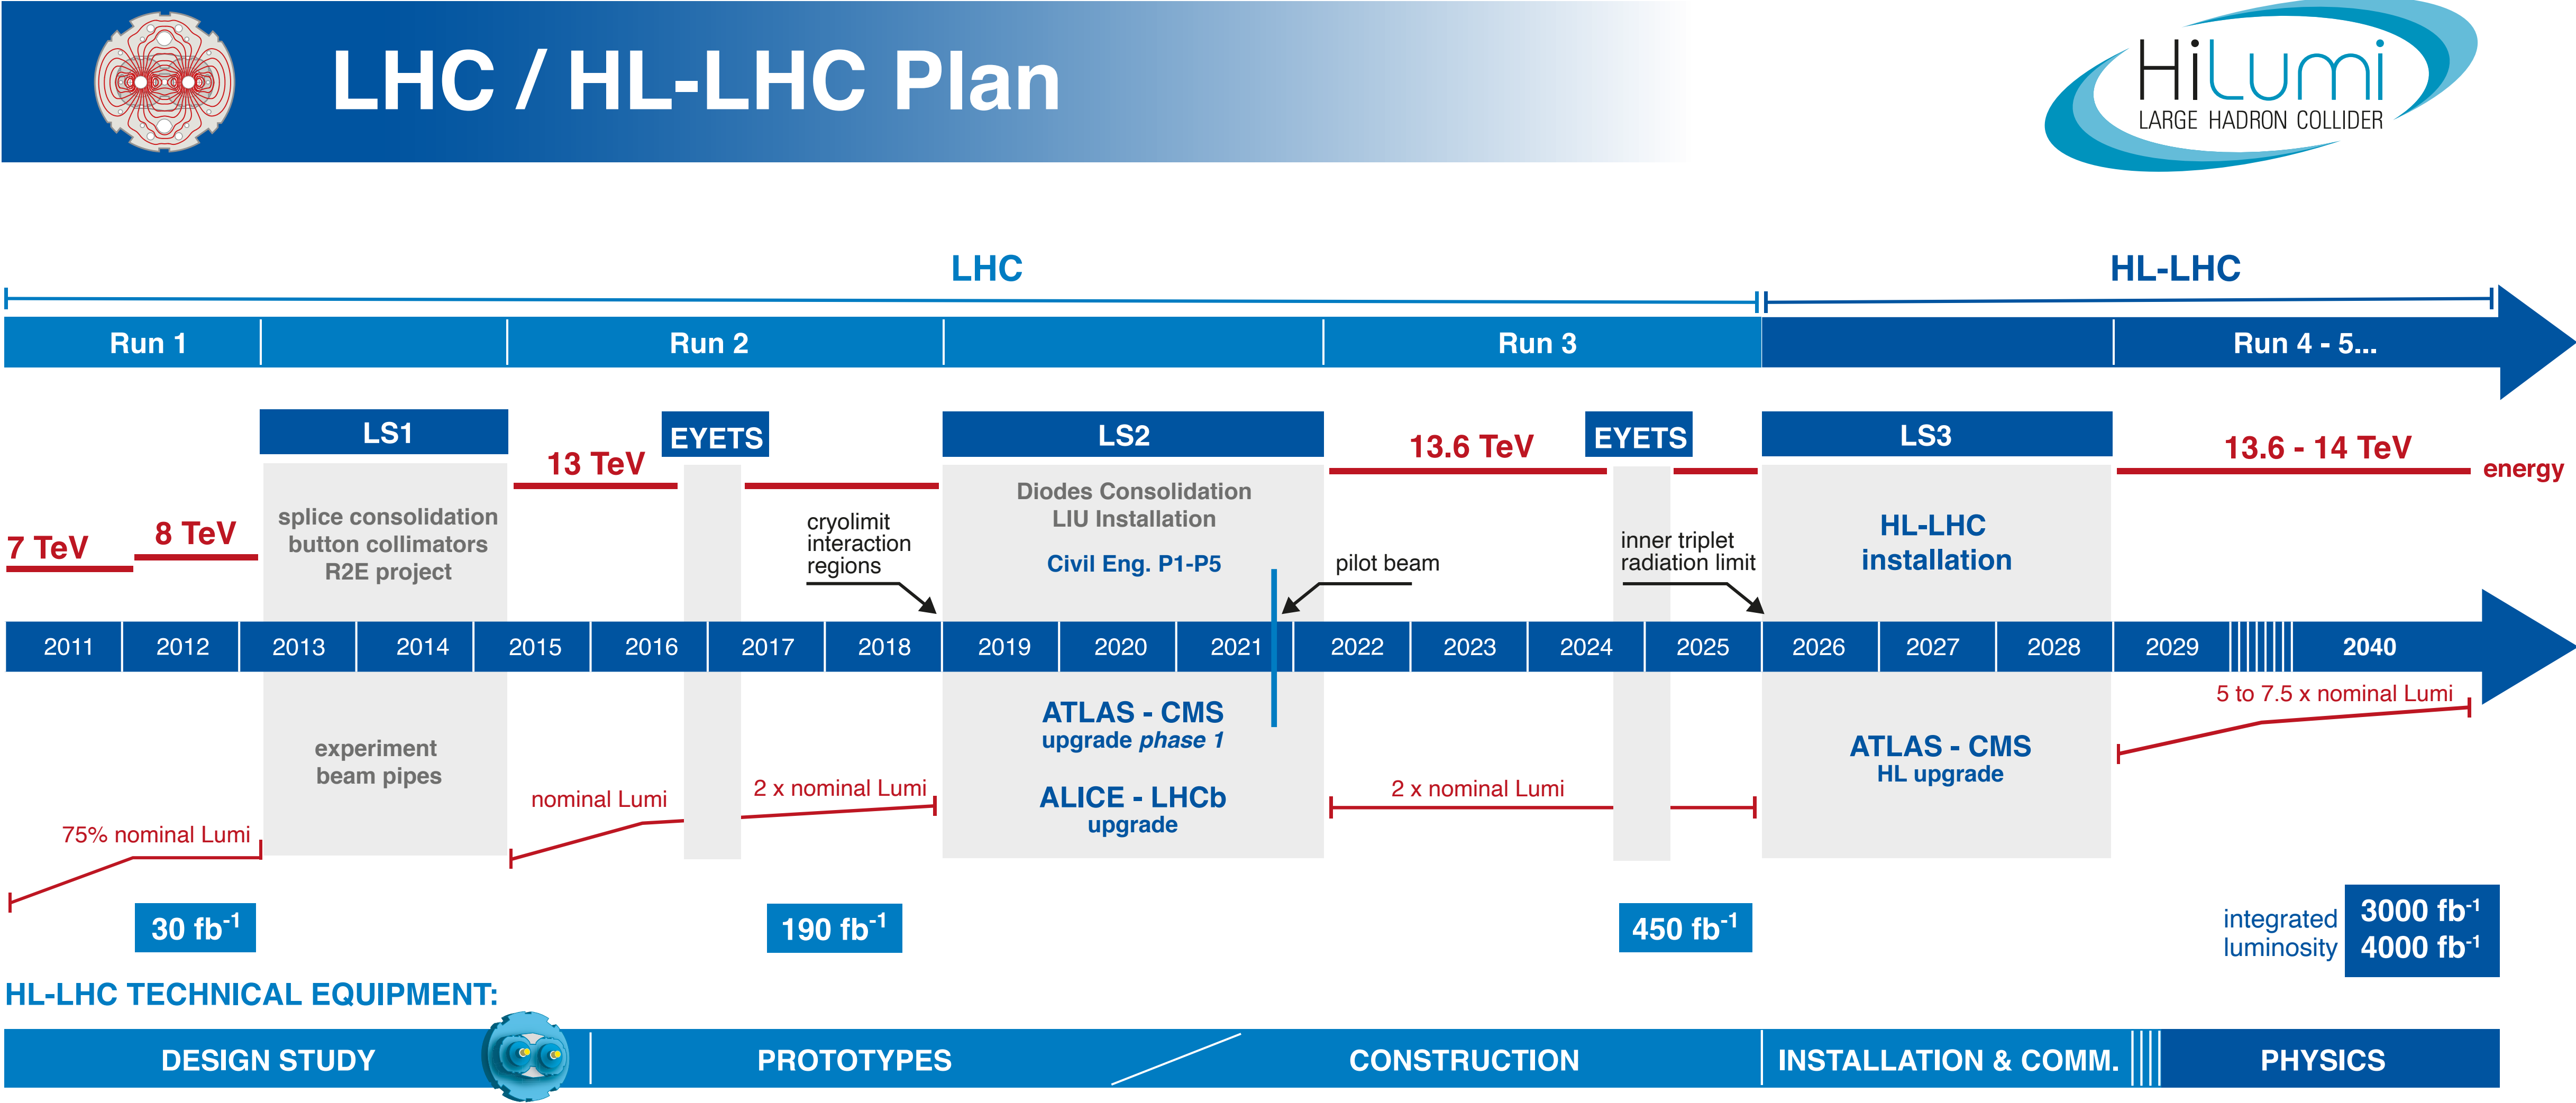 LHC / HL-LHC Plan
HiLumi
LARGE HADRON COLLIDER
LHC
HL-LHC
Run 1
Run 2
Run 3
Run 4 - 5...
LS1
EYETS
LS2
EYETS
LS3
13 TeV
13.6 TeV
13.6 - 14 TeV
energy
7 TeV
8 TeV
splice consolidation
button collimators
R2E project
cryolimit
interaction
regions
Diodes Consolidation
LIU Installation
Civil Eng. P1-P5
pilot beam
inner triplet
radiation limit
HL-LHC
installation
2011
2012
2013
2014
2015
2016
2017
2018
2019
2020
2021
2022
2023
2024
2025
2026
2027
2028
2029
2040
5 to 7.5 x nominal Lumi
experiment
beam pipes
ATLAS - CMS
upgrade phase 1
ALICE - LHCb
upgrade
ATLAS - CMS
HL upgrade
75% nominal Lumi
nominal Lumi
2 x nominal Lumi
2 x nominal Lumi
30 fb⁻¹
190 fb⁻¹
450 fb⁻¹
integrated
luminosity
3000 fb⁻¹
4000 fb⁻¹
HL-LHC TECHNICAL EQUIPMENT:
DESIGN STUDY
PROTOTYPES
CONSTRUCTION
INSTALLATION & COMM.
PHYSICS